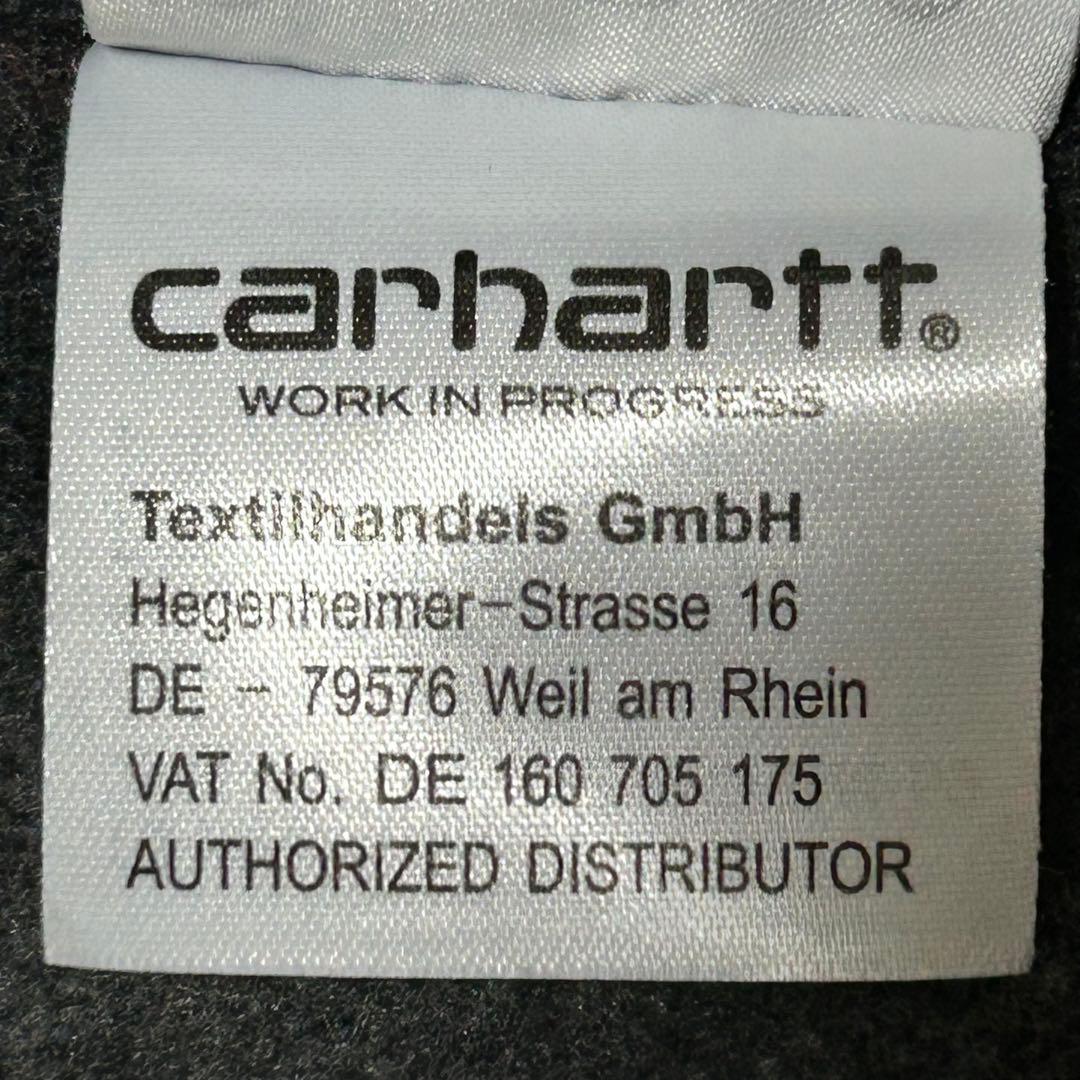 carhartt®
WORK IN PROGRESS
Textilhandels GmbH
Hegenheimer-Strasse 16
DE - 79576 Weil am Rhein
VAT No. DE 160 705 175
AUTHORIZED DISTRIBUTOR